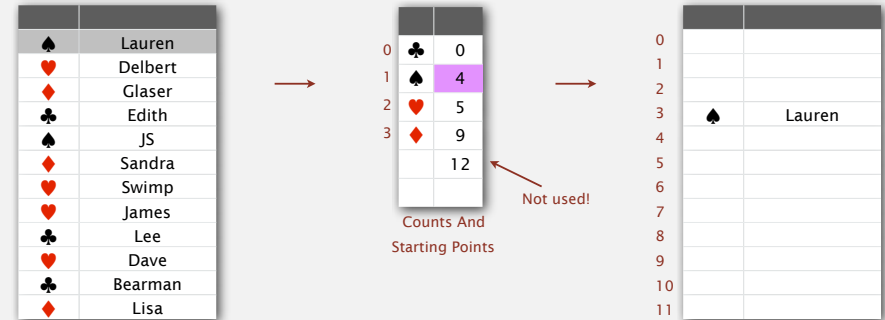 ♠ Lauren
♥ Delbert
♦ Glaser
♣ Edith
♠ JS
♦ Sandra
♥ Swimp
♥ James
♣ Lee
♥ Dave
♣ Bearman
♦ Lisa
0 ♣ 0
1 ♠ 4
2 ♥ 5
3 ♦ 9
12
Not used!
Counts And
Starting Points
0
1
2
3 ♠ Lauren
4
5
6
7
8
9
10
11